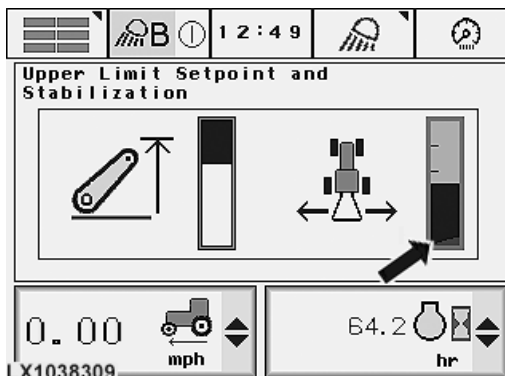 B
12:49
Upper Limit Setpoint and
Stabilization
0.00
mph
64.2
hr
LX1038309